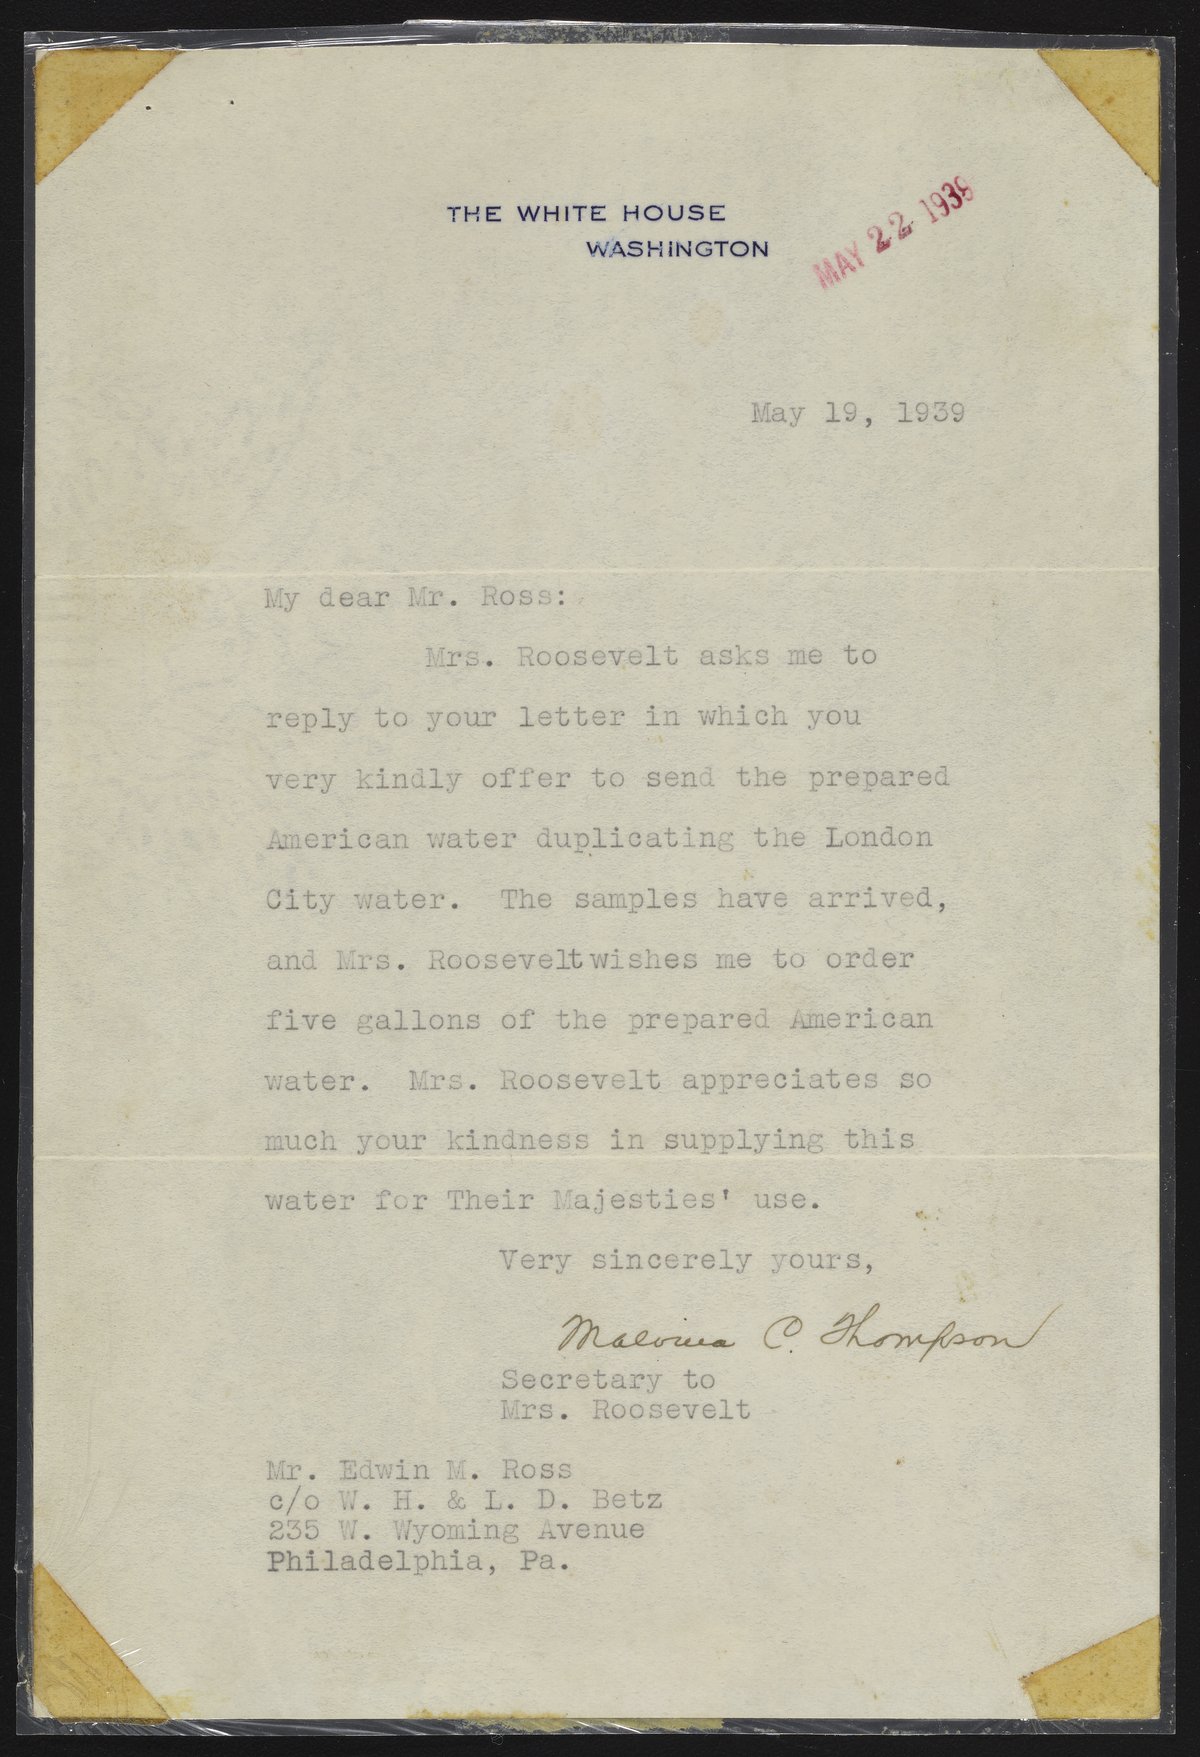 THE WHITE HOUSE
WASHINGTON
MAY 22 1939
May 19, 1939
My dear Mr. Ross:
Mrs. Roosevelt asks me to
reply to your letter in which you
very kindly offer to send the prepared
American water duplicating the London
City water. The samples have arrived,
and Mrs. Roosevelt wishes me to order
five gallons of the prepared American
water. Mrs. Roosevelt appreciates so
much your kindness in supplying this
water for Their Majesties' use.
Very sincerely yours,
Malvina C. Thompson
Secretary to
Mrs. Roosevelt
Mr. Edwin M. Ross
c/o W. H. & L. D. Betz
235 W. Wyoming Avenue
Philadelphia, Pa.